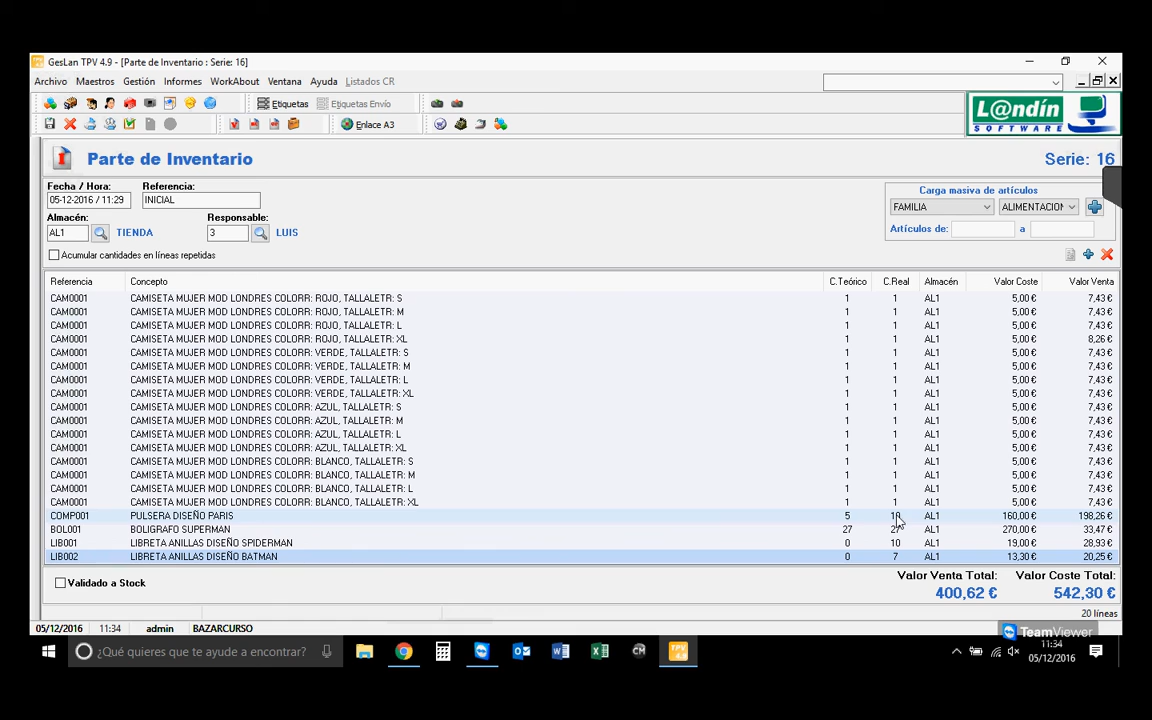 GesLan TPV 4.9 - [Parte de Inventario : Serie: 16]
Archivo Maestros Gestión Informes WorkAbout Ventana Ayuda Listados CR
Etiquetas Etiquetas Envío
Enlace A3
L@ndín
SOFTWARE
Parte de Inventario
Serie: 16
Fecha / Hora: Referencia:
05-12-2016 / 11:29 INICIAL
Carga masiva de artículos
FAMILIA ALIMENTACION
Almacén: Responsable:
AL1 TIENDA 3 LUIS
Artículos de: a
Acumular cantidades en líneas repetidas
Referencia Concepto C.Teórico C.Real Almacén Valor Coste Valor Venta
CAM0001 CAMISETA MUJER MOD LONDRES COLORR: ROJO, TALLALETR: S 1 1 AL1 5,00 € 7,43 €
CAM0001 CAMISETA MUJER MOD LONDRES COLORR: ROJO, TALLALETR: M 1 1 AL1 5,00 € 7,43 €
CAM0001 CAMISETA MUJER MOD LONDRES COLORR: ROJO, TALLALETR: L 1 1 AL1 5,00 € 7,43 €
CAM0001 CAMISETA MUJER MOD LONDRES COLORR: ROJO, TALLALETR: XL 1 1 AL1 5,00 € 8,26 €
CAM0001 CAMISETA MUJER MOD LONDRES COLORR: VERDE, TALLALETR: S 1 1 AL1 5,00 € 7,43 €
CAM0001 CAMISETA MUJER MOD LONDRES COLORR: VERDE, TALLALETR: M 1 1 AL1 5,00 € 7,43 €
CAM0001 CAMISETA MUJER MOD LONDRES COLORR: VERDE, TALLALETR: L 1 1 AL1 5,00 € 7,43 €
CAM0001 CAMISETA MUJER MOD LONDRES COLORR: VERDE, TALLALETR: XL 1 1 AL1 5,00 € 7,43 €
CAM0001 CAMISETA MUJER MOD LONDRES COLORR: AZUL, TALLALETR: S 1 1 AL1 5,00 € 7,43 €
CAM0001 CAMISETA MUJER MOD LONDRES COLORR: AZUL, TALLALETR: M 1 1 AL1 5,00 € 7,43 €
CAM0001 CAMISETA MUJER MOD LONDRES COLORR: AZUL, TALLALETR: L 1 1 AL1 5,00 € 7,43 €
CAM0001 CAMISETA MUJER MOD LONDRES COLORR: AZUL, TALLALETR: XL 1 1 AL1 5,00 € 7,43 €
CAM0001 CAMISETA MUJER MOD LONDRES COLORR: BLANCO, TALLALETR: S 1 1 AL1 5,00 € 7,43 €
CAM0001 CAMISETA MUJER MOD LONDRES COLORR: BLANCO, TALLALETR: M 1 1 AL1 5,00 € 7,43 €
CAM0001 CAMISETA MUJER MOD LONDRES COLORR: BLANCO, TALLALETR: L 1 1 AL1 5,00 € 7,43 €
CAM0001 CAMISETA MUJER MOD LONDRES COLORR: BLANCO, TALLALETR: XL 1 1 AL1 5,00 € 7,43 €
COMP001 PULSERA DISEÑO PARIS 5 AL1 160,00 € 198,26 €
BOL001 BOLIGRAFO SUPERMAN 27 AL1 270,00 € 33,47 €
LIB001 LIBRETA ANILLAS DISEÑO SPIDERMAN 0 10 AL1 19,00 € 28,93 €
LIB002 LIBRETA ANILLAS DISEÑO BATMAN 0 7 AL1 13,30 € 20,25 €
Validado a Stock
Valor Venta Total: Valor Coste Total:
400,62 € 542,30 €
20 líneas
05/12/2016 11:34 admin BAZARCURSO
TeamViewer
¿Qué quieres que te ayude a encontrar?
11:34
05/12/2016